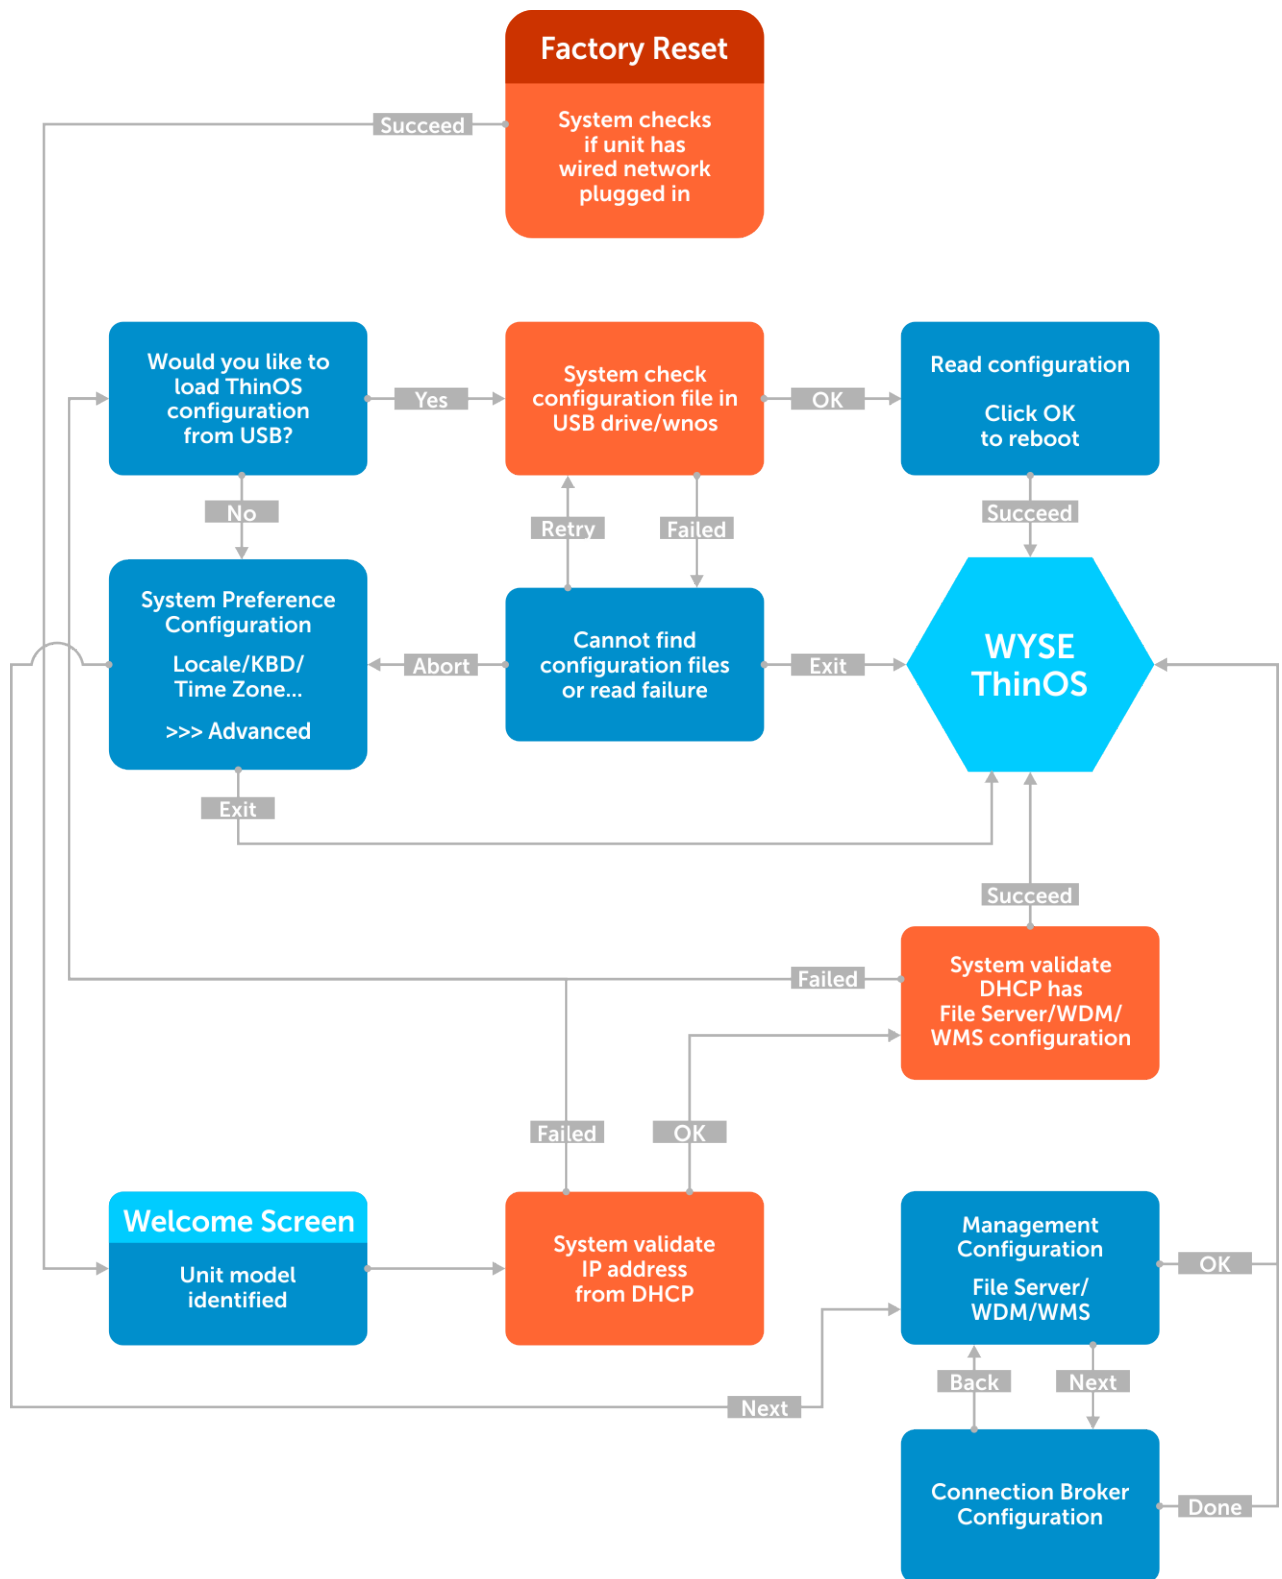 Factory Reset
System checks
if unit has
wired network
plugged in
Succeed
Would you like to
load ThinOS
configuration
from USB?
Yes
System check
configuration file in
USB drive/wnos
OK
Read configuration
Click OK
to reboot
No
Retry
Failed
Succeed
System Preference
Configuration
Locale/KBD/
Time Zone...
>>> Advanced
Abort
Cannot find
configuration files
or read failure
Exit
WYSE
ThinOS
Exit
Succeed
Failed
System validate
DHCP has
File Server/WDM/
WMS configuration
Failed
OK
Welcome Screen
Unit model
identified
System validate
IP address
from DHCP
Management
Configuration
File Server/
WDM/WMS
OK
Back
Next
Next
Connection Broker
Configuration
Done